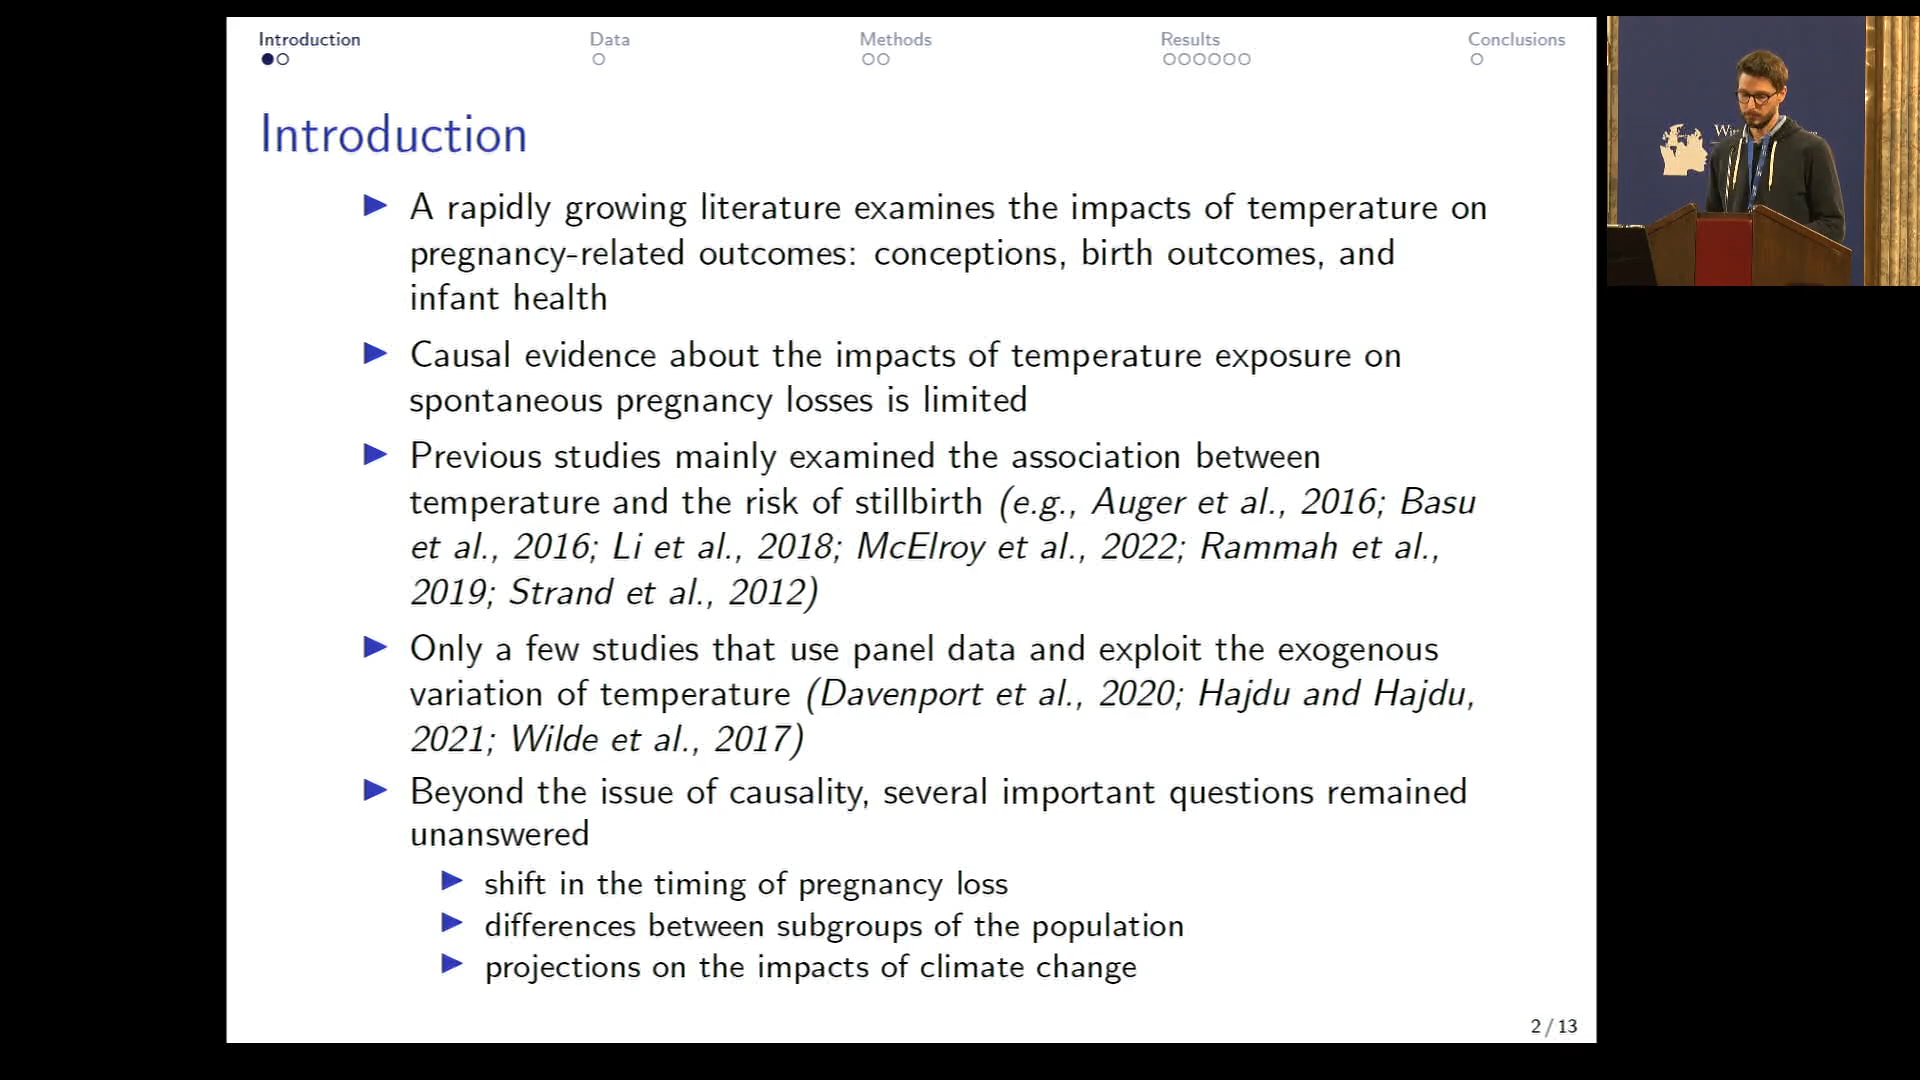 Introduction
Data
Methods
Results
Conclusions
Introduction
A rapidly growing literature examines the impacts of temperature on
pregnancy-related outcomes: conceptions, birth outcomes, and
infant health
Causal evidence about the impacts of temperature exposure on
spontaneous pregnancy losses is limited
Previous studies mainly examined the association between
temperature and the risk of stillbirth (e.g., Auger et al., 2016; Basu
et al., 2016; Li et al., 2018; McElroy et al., 2022; Rammah et al.,
2019; Strand et al., 2012)
Only a few studies that use panel data and exploit the exogenous
variation of temperature (Davenport et al., 2020; Hajdu and Hajdu,
2021; Wilde et al., 2017)
Beyond the issue of causality, several important questions remained
unanswered
shift in the timing of pregnancy loss
differences between subgroups of the population
projections on the impacts of climate change
2 / 13